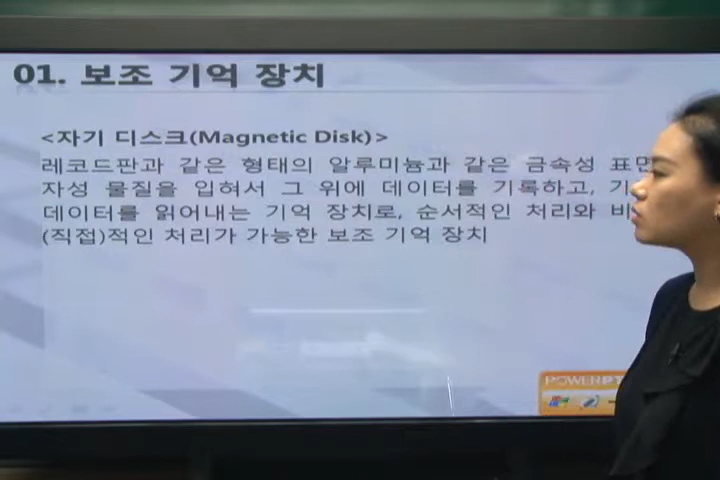 01. 보조 기억 장치
<자기 디스크(Magnetic Disk)>
레코드판과 같은 형태의 알루미늄과 같은 금속성 표면
자성 물질을 입혀서 그 위에 데이터를 기록하고, 기
데이터를 읽어내는 기억 장치로, 순서적인 처리와 비
(직접)적인 처리가 가능한 보조 기억 장치
POWERPT